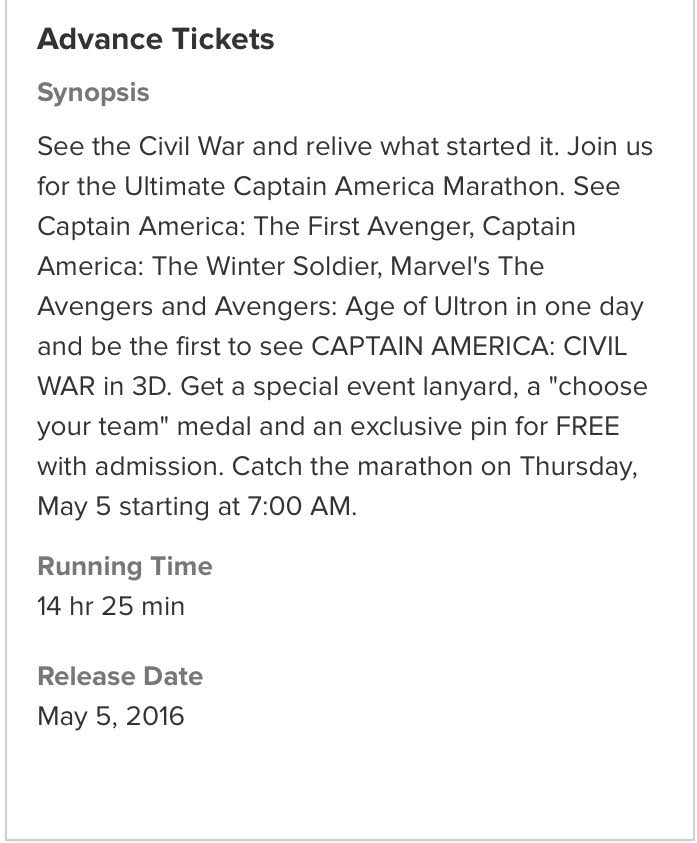 Advance Tickets
Synopsis
See the Civil War and relive what started it. Join us
for the Ultimate Captain America Marathon. See
Captain America: The First Avenger, Captain
America: The Winter Soldier, Marvel's The
Avengers and Avengers: Age of Ultron in one day
and be the first to see CAPTAIN AMERICA: CIVIL
WAR in 3D. Get a special event lanyard, a "choose
your team" medal and an exclusive pin for FREE
with admission. Catch the marathon on Thursday,
May 5 starting at 7:00 AM.
Running Time
14 hr 25 min
Release Date
May 5, 2016